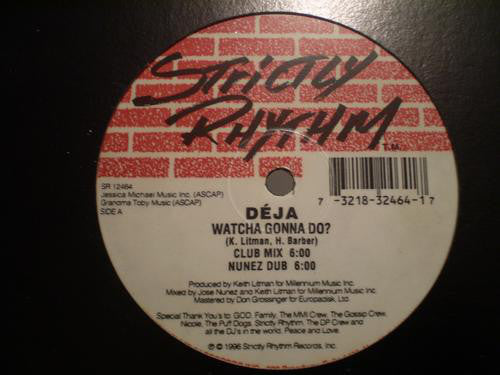 STRICTLY
RHYTHM
T.M.
SR 12464
Jessica Michael Music Inc. (ASCAP)
Grandma Toby Music (ASCAP)
SIDE A
7 -3218-32464-1 7
DÉJA
WATCHA GONNA DO?
(K. Litman, H. Barber)
CLUB MIX 6:00
NUNEZ DUB 6:00
Produced by Keith Litman for Millennium Music Inc.
Mixed by Jose Nunez and Keith Litman for Millennium Music Inc.
Mastered by Don Grossinger for Europadisk, Ltd.
Special Thank You's to: G.O.D. Family, The MMI Crew, The Gossip Crew,
Nicole, The Puff Dogs, Strictly Rhythm, The DP Crew and
all the DJ's in the world. Peace and Love.
℗ © 1996 Strictly Rhythm Records, Inc.